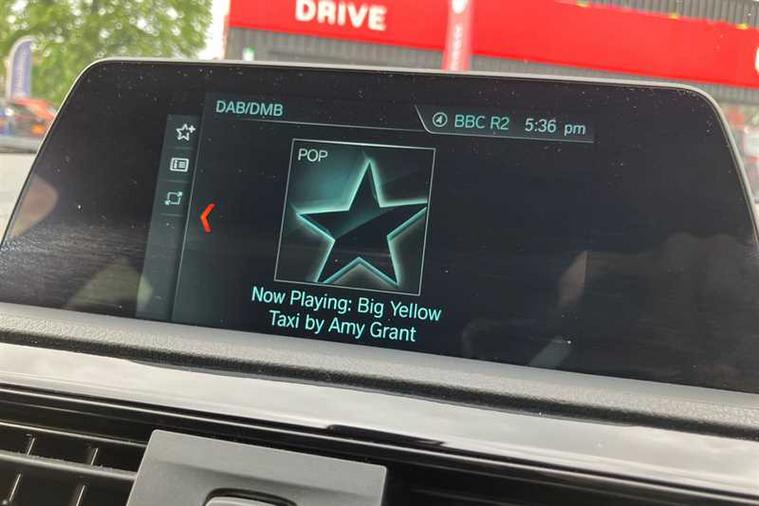 DRIVE
DAB/DMB
BBC R2 5:36 pm
POP
Now Playing: Big Yellow
Taxi by Amy Grant